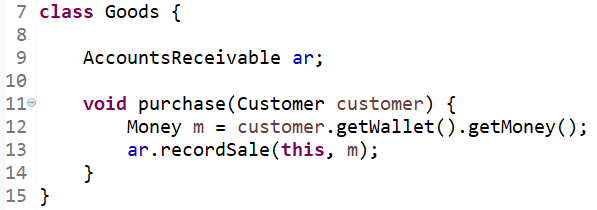 7 class Goods {
8
9     AccountsReceivable ar;
10
11     void purchase(Customer customer) {
12         Money m = customer.getWallet().getMoney();
13         ar.recordSale(this, m);
14     }
15 }